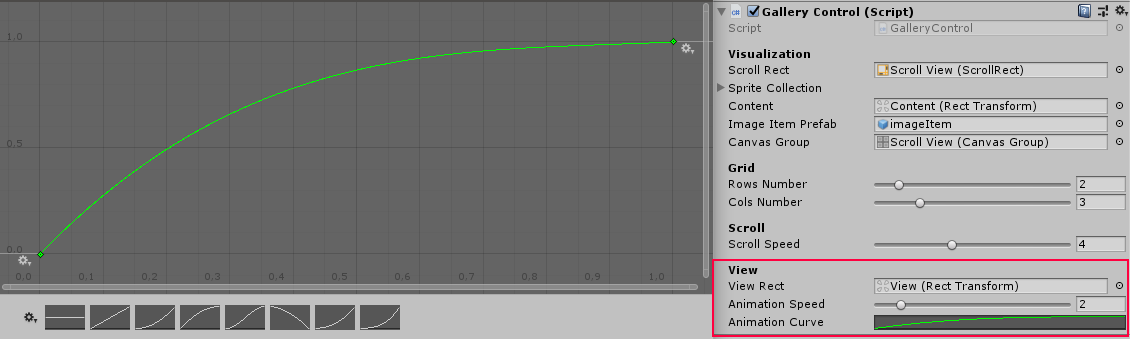 1.0
0.5
0.0
0.0 0.1 0.2 0.3 0.4 0.5 0.6 0.7 0.8 0.9 1.0
Gallery Control (Script)
Script GalleryControl
Visualization
Scroll Rect Scroll View (ScrollRect)
Sprite Collection
Content Content (Rect Transform)
Image Item Prefab imageItem
Canvas Group Scroll View (Canvas Group)
Grid
Rows Number 2
Cols Number 3
Scroll
Scroll Speed 4
View
View Rect View (Rect Transform)
Animation Speed 2
Animation Curve